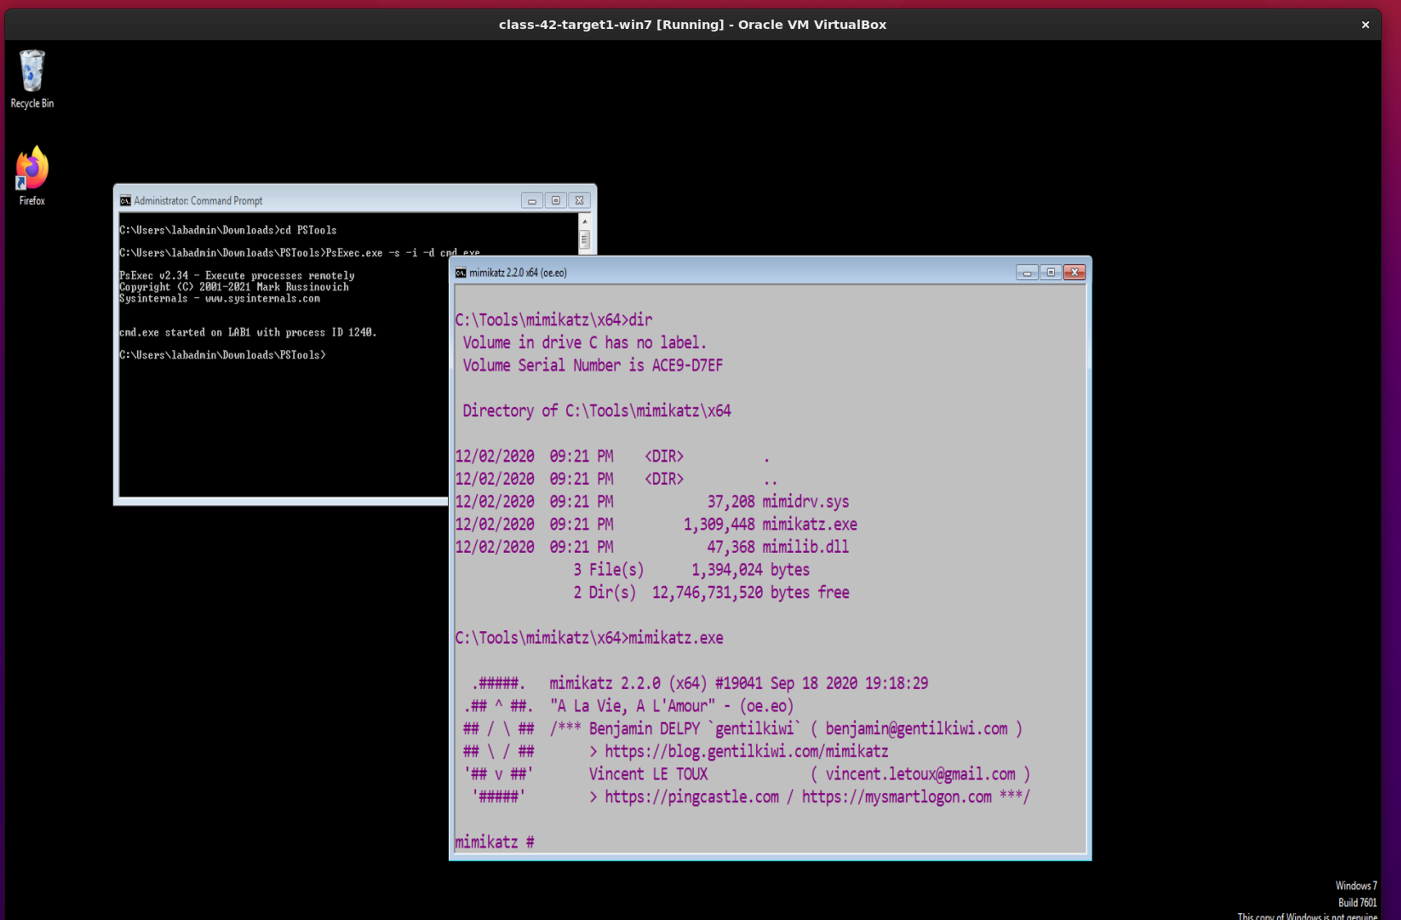 class-42-target1-win7 [Running] - Oracle VM VirtualBox
Recycle Bin
Firefox
Administrator: Command Prompt
C:\Users\labadmin\Downloads>cd PSTools
C:\Users\labadmin\Downloads\PSTools>PsExec.exe -s -i -d cmd.exe
PsExec v2.34 - Execute processes remotely
Copyright (C) 2001-2021 Mark Russinovich
Sysinternals - www.sysinternals.com
cmd.exe started on LAB1 with process ID 1240.
C:\Users\labadmin\Downloads\PSTools>
mimikatz 2.2.0 x64 (oe.eo)
C:\Tools\mimikatz\x64>dir
Volume in drive C has no label.
Volume Serial Number is ACE9-D7EF
Directory of C:\Tools\mimikatz\x64
12/02/2020  09:21 PM    <DIR>          .
12/02/2020  09:21 PM    <DIR>          ..
12/02/2020  09:21 PM            37,208 mimidrv.sys
12/02/2020  09:21 PM         1,309,448 mimikatz.exe
12/02/2020  09:21 PM            47,368 mimilib.dll
3 File(s)      1,394,024 bytes
2 Dir(s)  12,746,731,520 bytes free
C:\Tools\mimikatz\x64>mimikatz.exe
.#####.   mimikatz 2.2.0 (x64) #19041 Sep 18 2020 19:18:29
.## ^ ##.  "A La Vie, A L'Amour" - (oe.eo)
## / \ ##  /*** Benjamin DELPY `gentilkiwi` ( benjamin@gentilkiwi.com )
## \ / ##       > https://blog.gentilkiwi.com/mimikatz
'## v ##'       Vincent LE TOUX             ( vincent.letoux@gmail.com )
'#####'        > https://pingcastle.com / https://mysmartlogon.com ***/
mimikatz #
Windows 7
Build 7601
This copy of Windows is not genuine